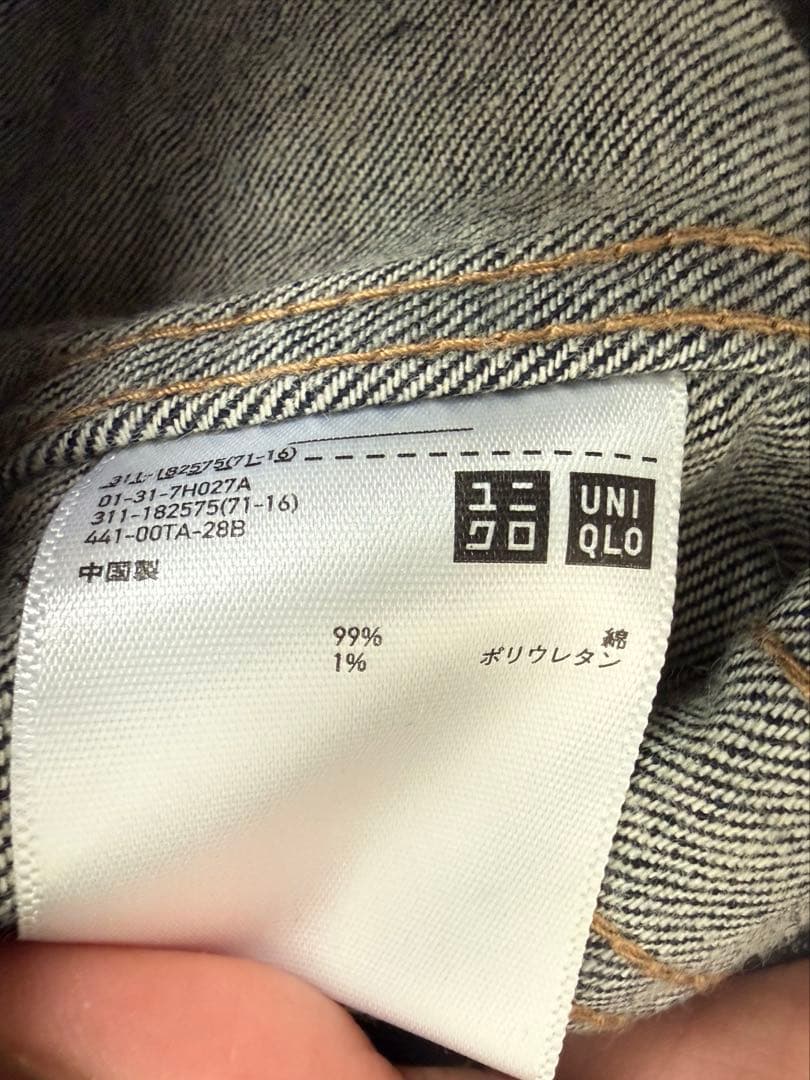 311-182575(71-16)
01-31-7H027A
311-182575(71-16)
441-00TA-28B
中国製
ユニ
クロ
UNI
QLO
99% 綿
1% ポリウレタン